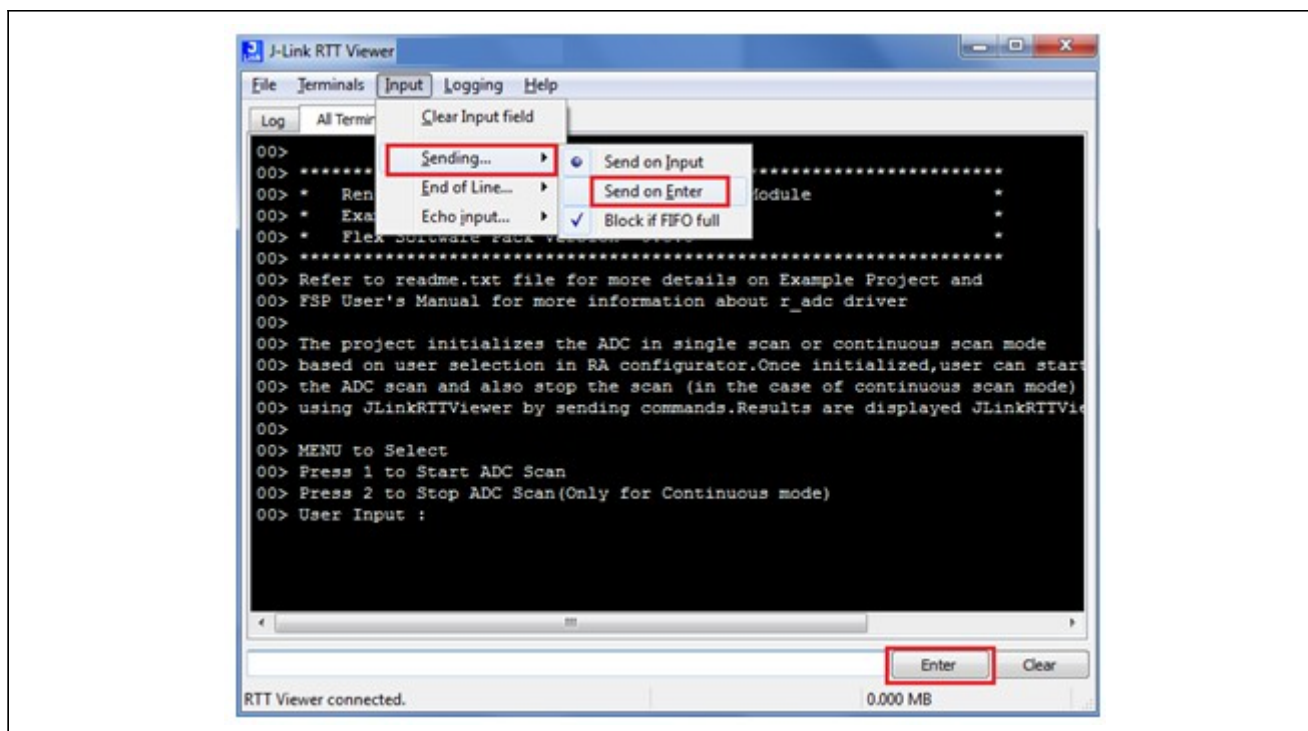 J-Link RTT Viewer
File Terminals Input Logging Help
Log All Termin
Clear Input field
Sending...
End of Line...
Echo input...
Send on Input
Send on Enter
Block if FIFO full
00>
00> *******
00> * Ren Module *
00> * Exa *
00> * Flex Software Pack Version
00> ******************************************************************
00> Refer to readme.txt file for more details on Example Project and
00> FSP User's Manual for more information about r_adc driver
00>
00> The project initializes the ADC in single scan or continuous scan mode
00> based on user selection in RA configurator.Once initialized,user can start
00> the ADC scan and also stop the scan (in the case of continuous scan mode)
00> using JLinkRTTViewer by sending commands.Results are displayed JLinkRTTVie
00>
00> MENU to Select
00> Press 1 to Start ADC Scan
00> Press 2 to Stop ADC Scan(Only for Continuous mode)
00> User Input :
Enter Clear
RTT Viewer connected. 0.000 MB